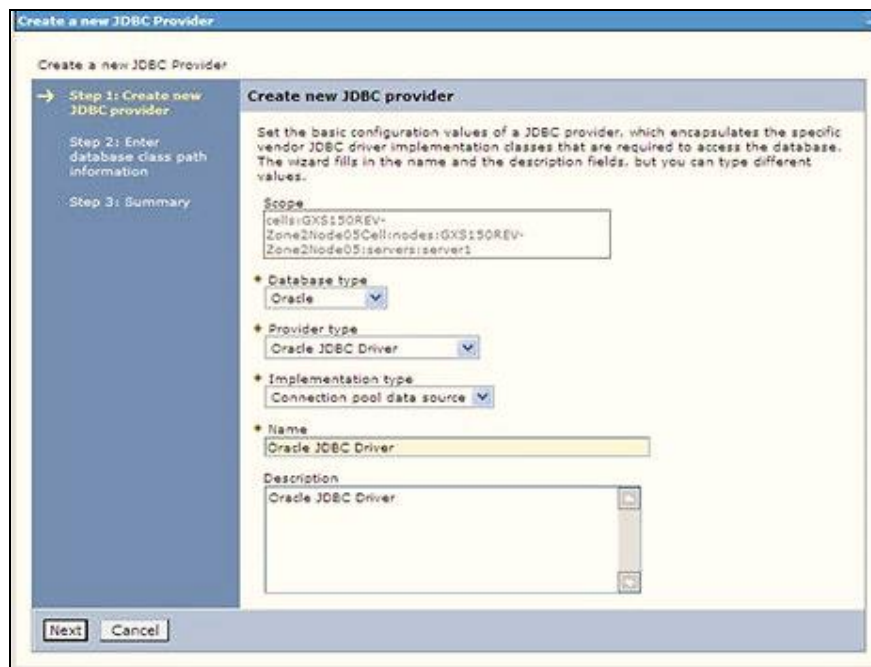 Create a new JDBC Provider
Create a new JDBC Provider
Step 1: Create new
JDBC provider
Step 2: Enter
database class path
information
Step 3: Summary
Create new JDBC provider
Set the basic configuration values of a JDBC provider, which encapsulates the specific
vendor JDBC driver implementation classes that are required to access the database.
The wizard fills in the name and the description fields, but you can type different
values.
Scope
cells:GXS150REV-
Zone2Node05Cell:nodes:GXS150REV-
Zone2Node05:servers:server1
Database type
Oracle
Provider type
Oracle JDBC Driver
Implementation type
Connection pool data source
Name
Oracle JDBC Driver
Description
Oracle JDBC Driver
Next
Cancel